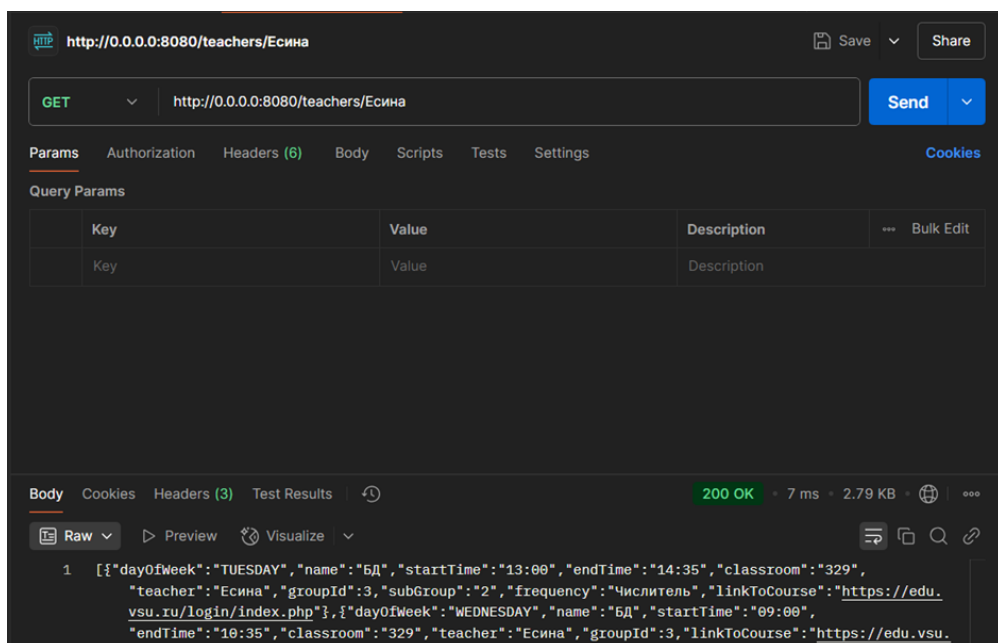 HTTP http://0.0.0.0:8080/teachers/Есина Save Share
GET http://0.0.0.0:8080/teachers/Есина Send
Params Authorization Headers (6) Body Scripts Tests Settings Cookies
Query Params
Key Value Description Bulk Edit
Key Value Description
Body Cookies Headers (3) Test Results 200 OK 7 ms 2.79 KB
Raw Preview Visualize
1 [{"dayOfWeek":"TUESDAY","name":"БД","startTime":"13:00","endTime":"14:35","classroom":"329",
"teacher":"Есина","groupId":3,"subGroup":"2","frequency":"Числитель","linkToCourse":"https://edu.
vsu.ru/login/index.php"},{"dayOfWeek":"WEDNESDAY","name":"БД","startTime":"09:00",
"endTime":"10:35","classroom":"329","teacher":"Есина","groupId":3,"linkToCourse":"https://edu.vsu.